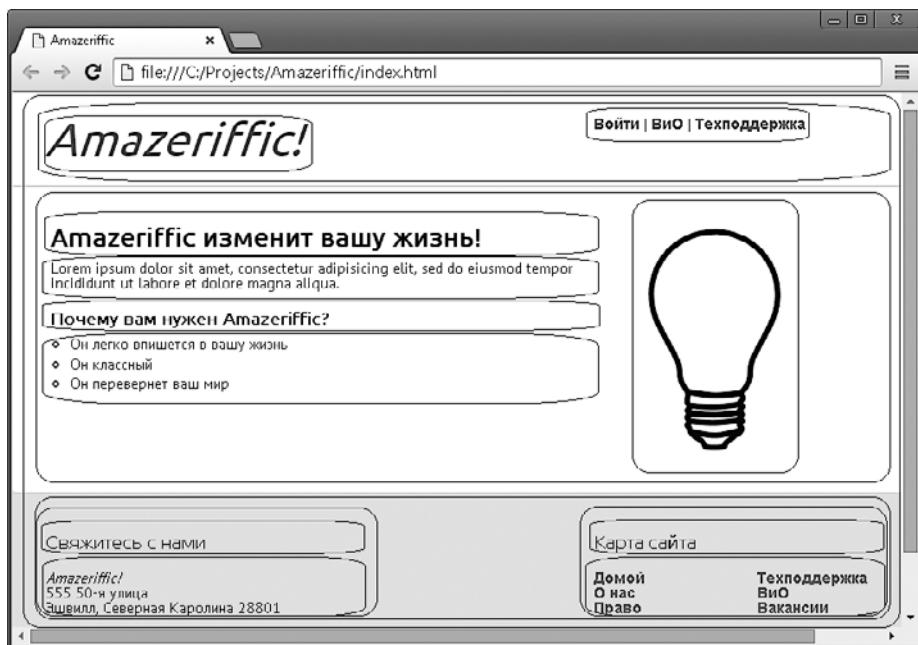 Amazeriffic
file:///C:/Projects/Amazeriffic/index.html
Amazeriffic!
Войти | ВиО | Техподдержка
Amazeriffic изменит вашу жизнь!
Lorem ipsum dolor sit amet, consectetur adipisicing elit, sed do eiusmod tempor
incididunt ut labore et dolore magna aliqua.
Почему вам нужен Amazeriffic?
Он легко впишется в вашу жизнь
Он классный
Он перевернет ваш мир
Свяжитесь с нами
Amazeriffic!
555 50-я улица
Эшвилл, Северная Каролина 28801
Карта сайта
Домой Техподдержка
О нас ВиО
Право Вакансии